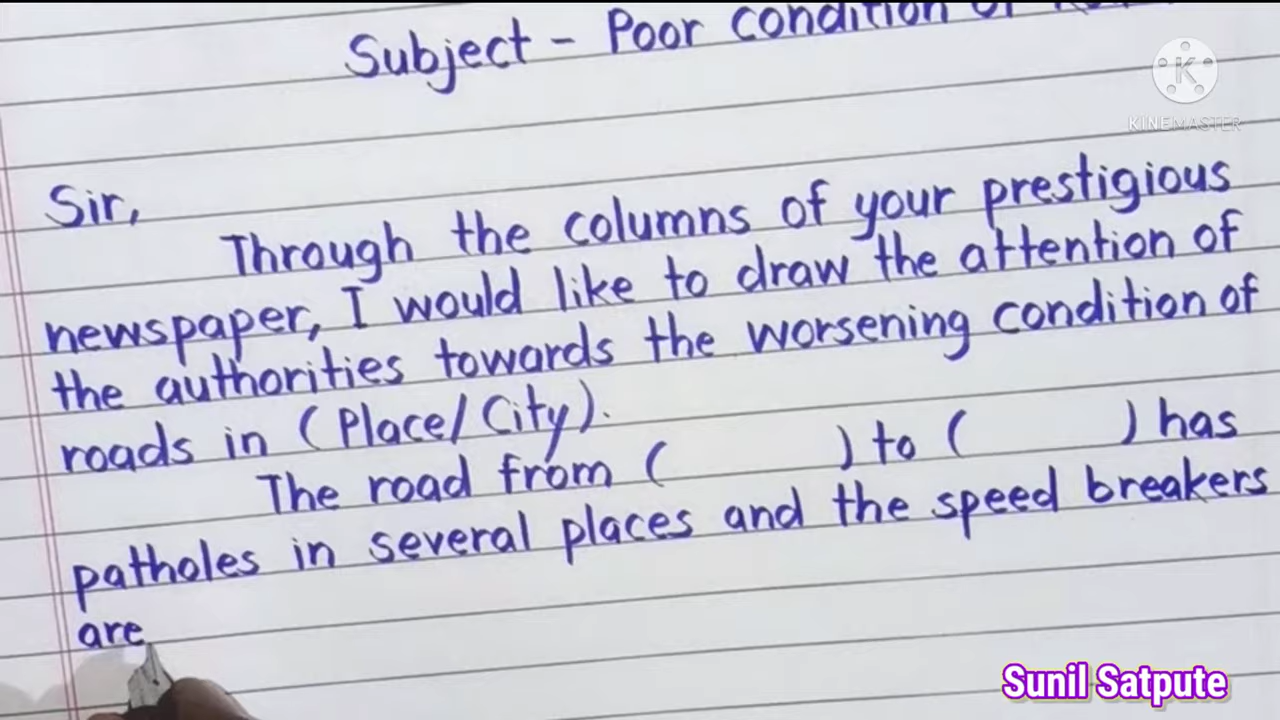 Subject - Poor condition of
Sir,
Through the columns of your prestigious
newspaper, I would like to draw the attention of
the authorities towards the worsening condition of
roads in (Place/City).
The road from ( ) to ( ) has
patholes in several places and the speed breakers
are
KINEMASTER
Sunil Satpute